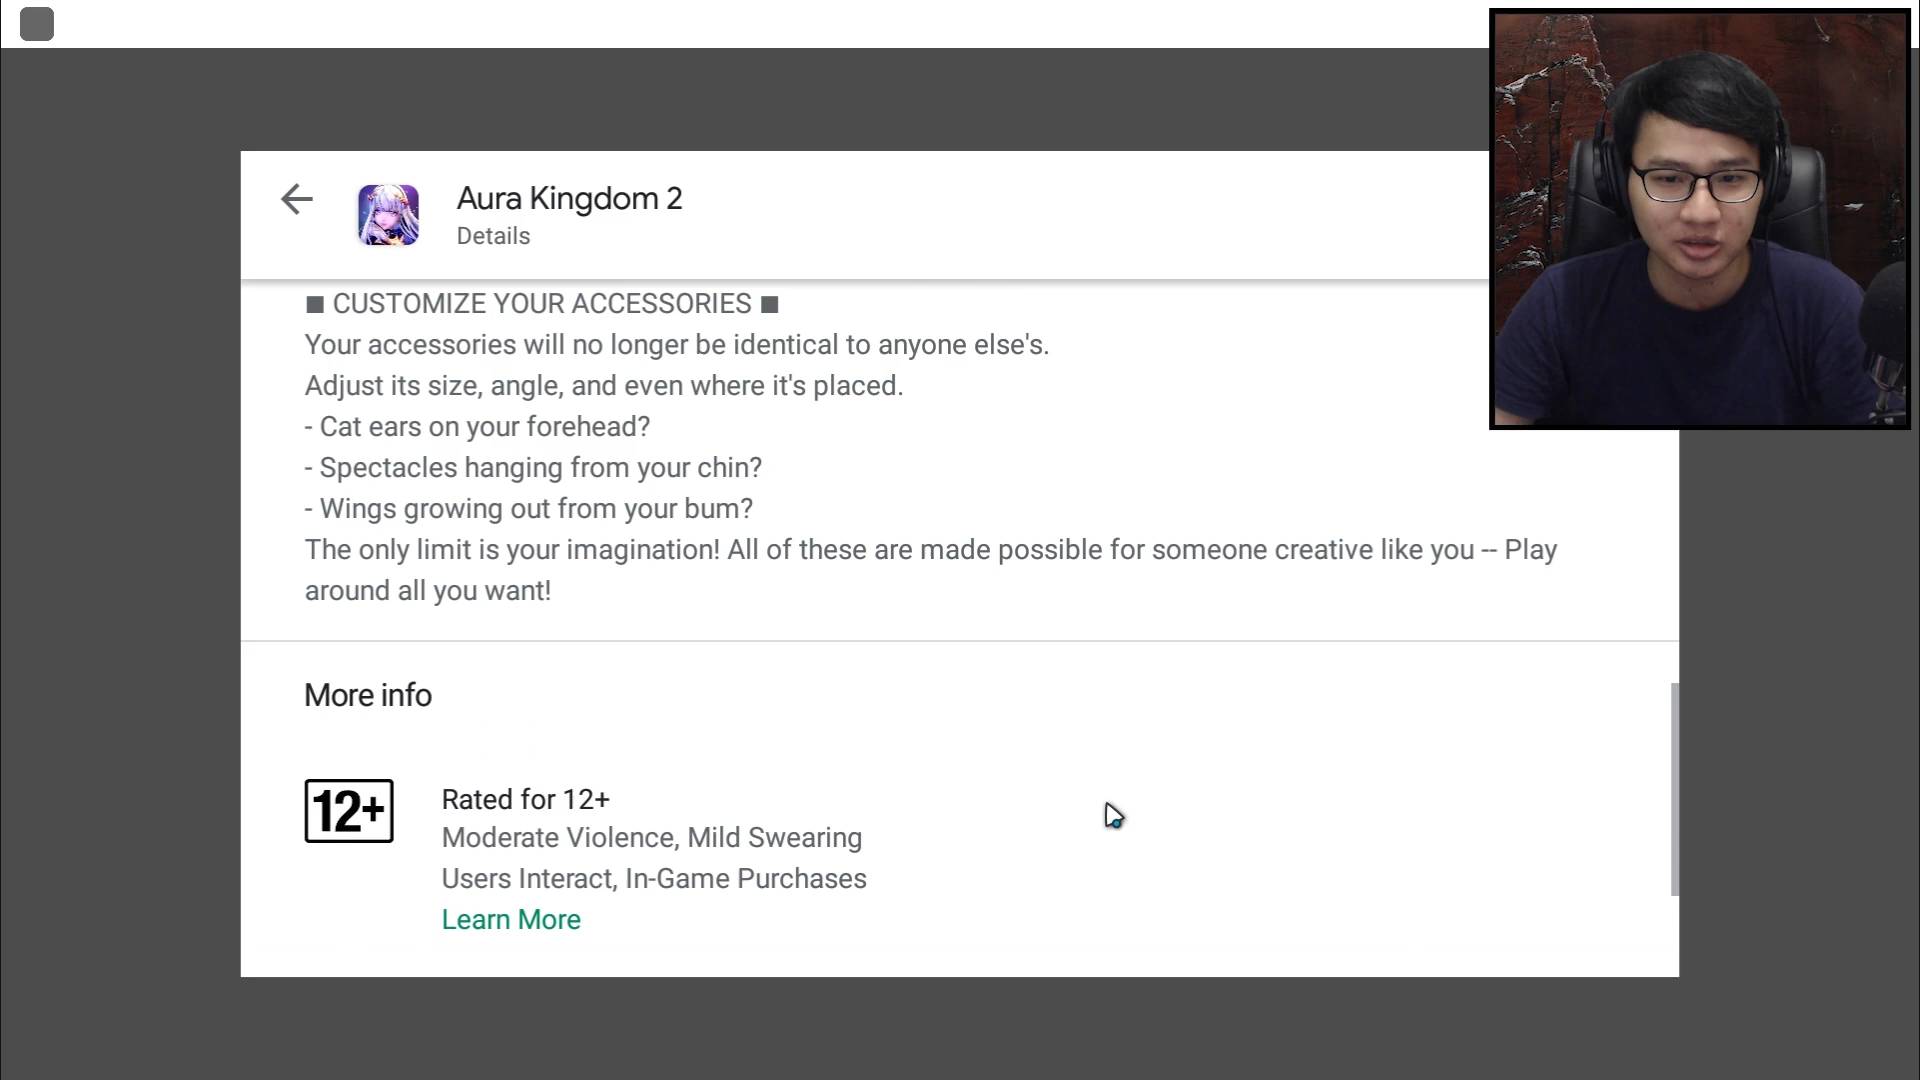 Aura Kingdom 2
Details
■ CUSTOMIZE YOUR ACCESSORIES ■
Your accessories will no longer be identical to anyone else's.
Adjust its size, angle, and even where it's placed.
- Cat ears on your forehead?
- Spectacles hanging from your chin?
- Wings growing out from your bum?
The only limit is your imagination! All of these are made possible for someone creative like you -- Play
around all you want!
More info
12+
Rated for 12+
Moderate Violence, Mild Swearing
Users Interact, In-Game Purchases
Learn More